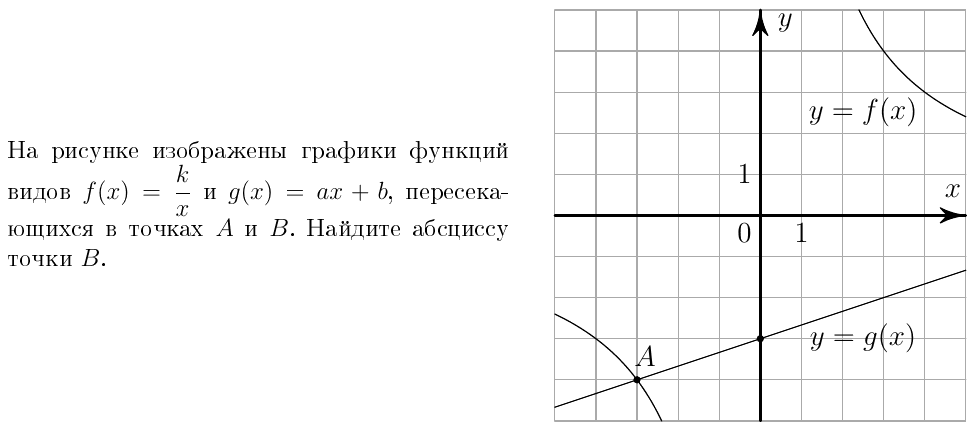 На рисунке изображены графики функций
видов f(x) = k/x и g(x) = ax + b, пересека-
ющихся в точках A и B. Найдите абсциссу
точки B.
y
y = f(x)
1
x
0
1
y = g(x)
A